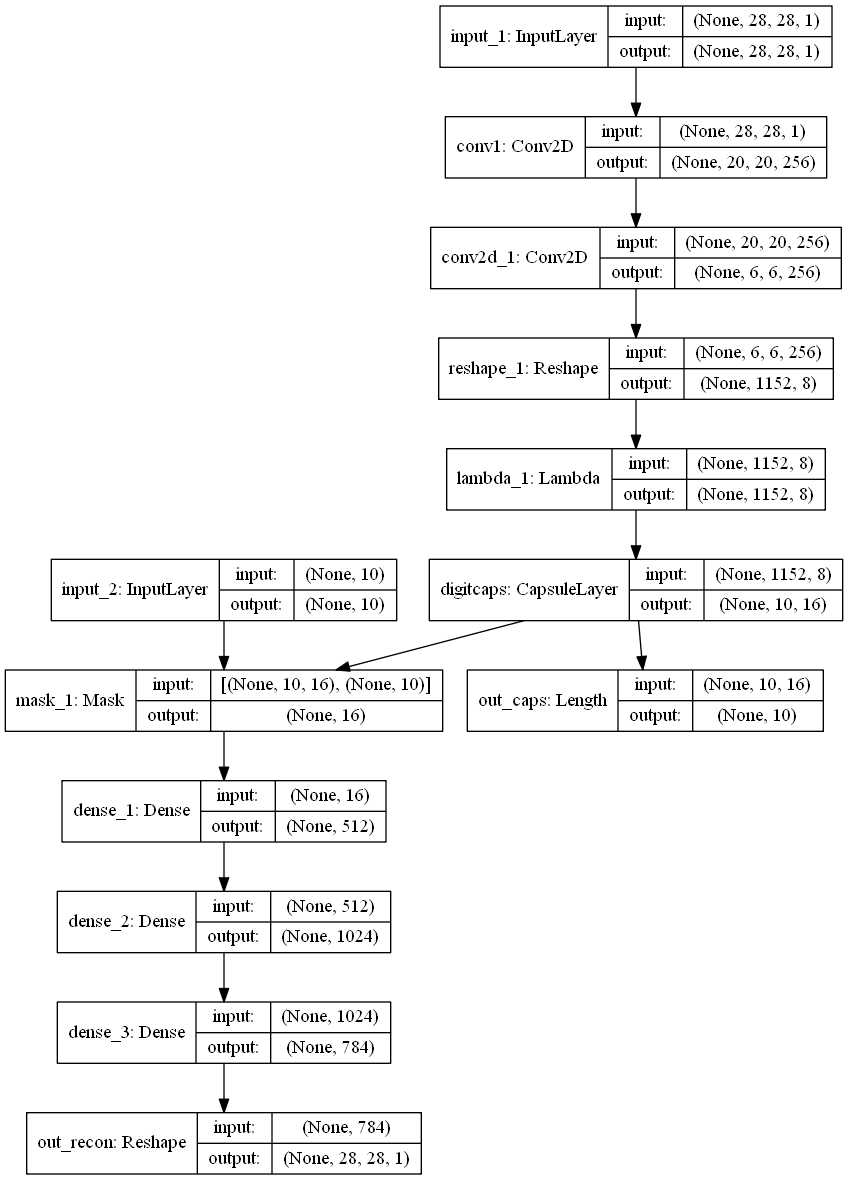 input_1: InputLayer
input: (None, 28, 28, 1)
output: (None, 28, 28, 1)
conv1: Conv2D
input: (None, 28, 28, 1)
output: (None, 20, 20, 256)
conv2d_1: Conv2D
input: (None, 20, 20, 256)
output: (None, 6, 6, 256)
reshape_1: Reshape
input: (None, 6, 6, 256)
output: (None, 1152, 8)
lambda_1: Lambda
input: (None, 1152, 8)
output: (None, 1152, 8)
input_2: InputLayer
input: (None, 10)
output: (None, 10)
digitcaps: CapsuleLayer
input: (None, 1152, 8)
output: (None, 10, 16)
mask_1: Mask
input: [(None, 10, 16), (None, 10)]
output: (None, 16)
out_caps: Length
input: (None, 10, 16)
output: (None, 10)
dense_1: Dense
input: (None, 16)
output: (None, 512)
dense_2: Dense
input: (None, 512)
output: (None, 1024)
dense_3: Dense
input: (None, 1024)
output: (None, 784)
out_recon: Reshape
input: (None, 784)
output: (None, 28, 28, 1)